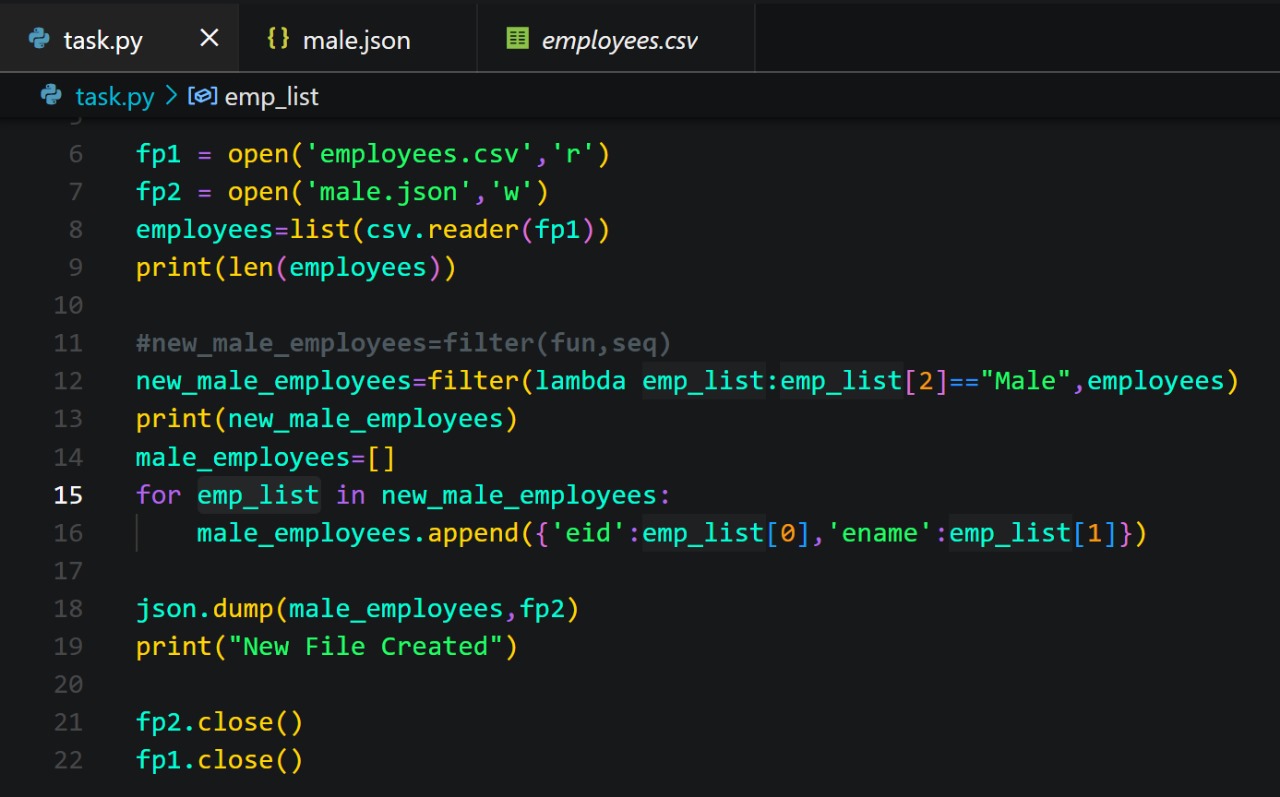 task.py × {} male.json employees.csv
task.py > emp_list
6 fp1 = open('employees.csv','r')
7 fp2 = open('male.json','w')
8 employees=list(csv.reader(fp1))
9 print(len(employees))
10
11 #new_male_employees=filter(fun,seq)
12 new_male_employees=filter(lambda emp_list:emp_list[2]=="Male",employees)
13 print(new_male_employees)
14 male_employees=[]
15 for emp_list in new_male_employees:
16     male_employees.append({'eid':emp_list[0],'ename':emp_list[1]})
17
18 json.dump(male_employees,fp2)
19 print("New File Created")
20
21 fp2.close()
22 fp1.close()